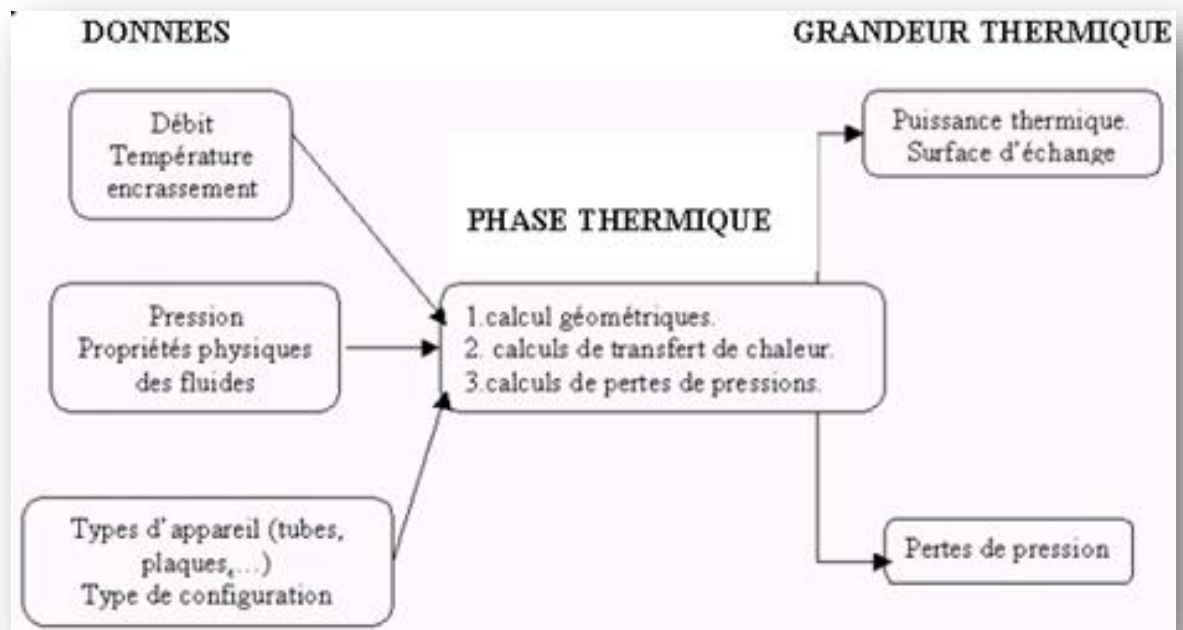 DONNEES
GRANDEUR THERMIQUE
Débit
Température
encrassement
Puissance thermique.
Surface d'échange
PHASE THERMIQUE
Pression
Propriétés physiques
des fluides
1.calcul géométriques.
2. calculs de transfert de chaleur.
3.calculs de pertes de pressions.
Types d'appareil (tubes,
plaques,...)
Type de configuration
Pertes de pression